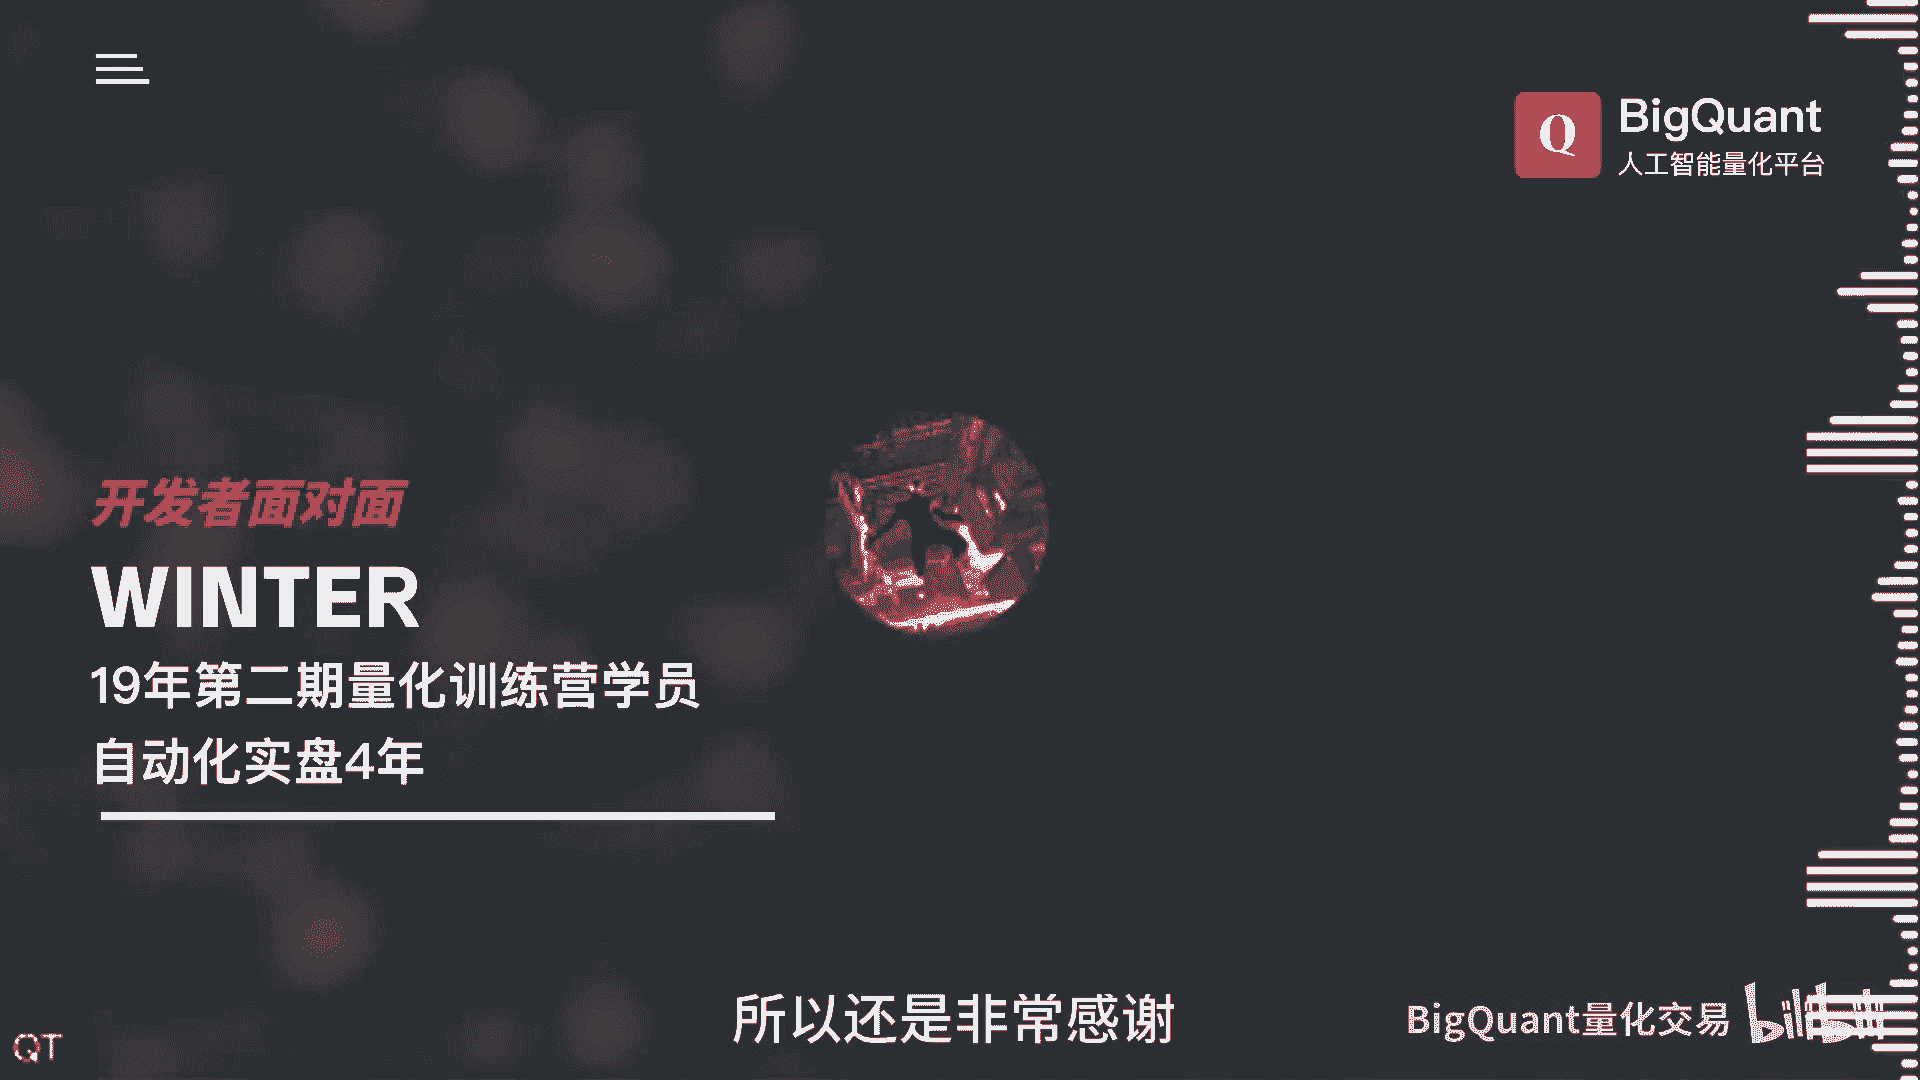 Q
BigQuant
人工智能量化平台
开发者面对面
WINTER
19年第二期量化训练营学员
自动化实盘4年
所以还是非常感谢
BigQuant量化交易
bilibili
QT